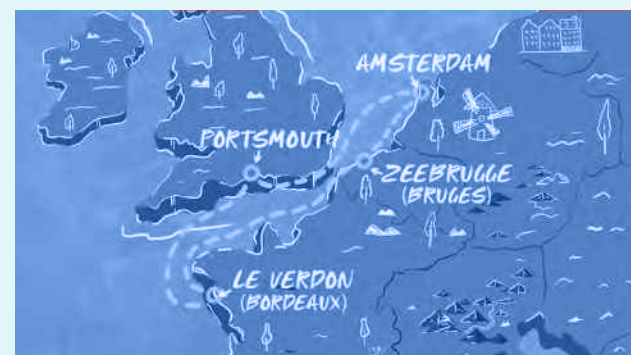 AMSTERDAM
PORTSMOUTH
ZEEBRUGGE
(BRUGES)
LE VERDON
(BORDEAUX)